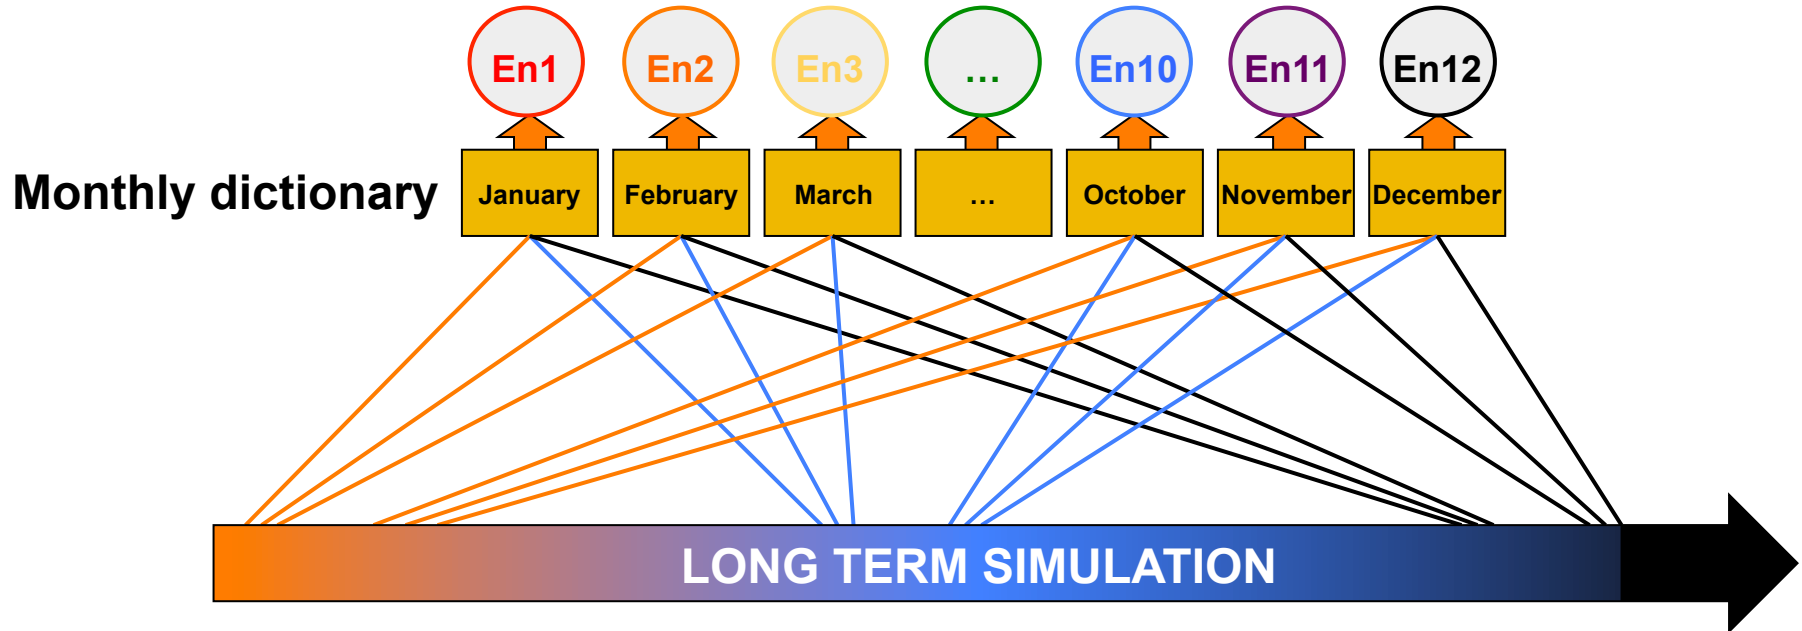 En1 En2 En3 ... En10 En11 En12
Monthly dictionary January February March ... October November December
LONG TERM SIMULATION